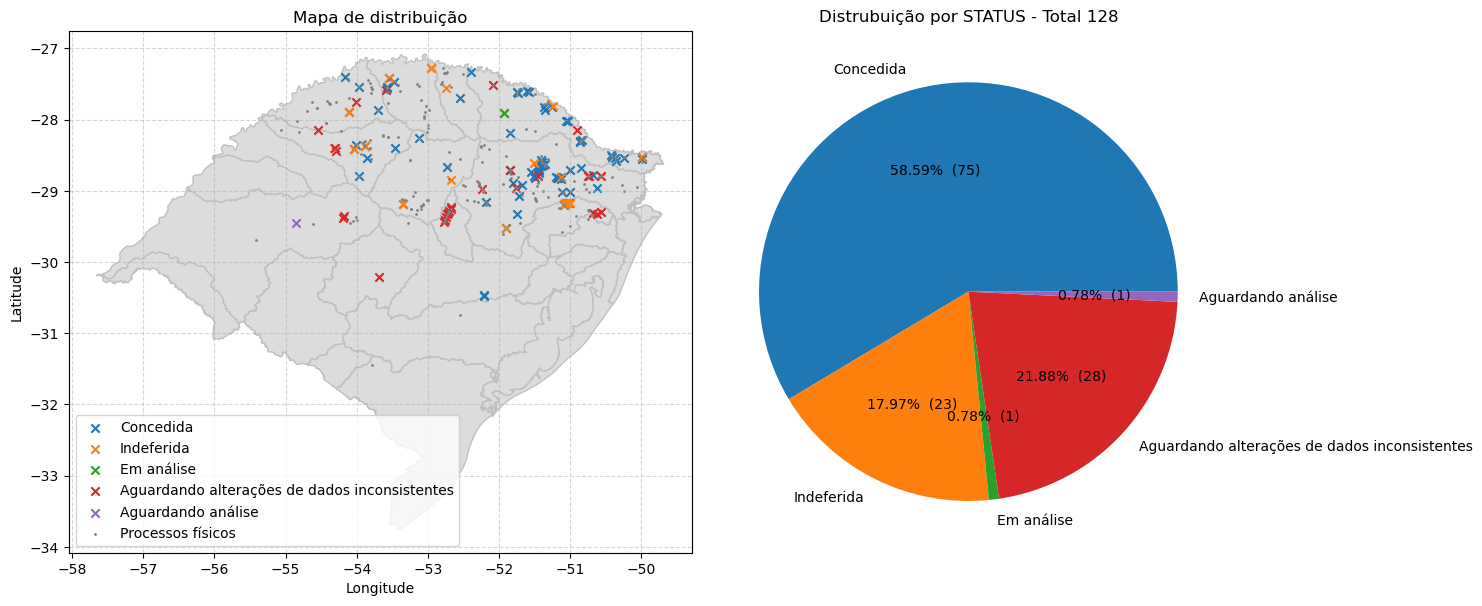 Mapa de distribuição
−27
−28
−29
−30
−31
−32
−33
−34
Latitude
−58
−57
−56
−55
−54
−53
−52
−51
−50
Longitude
Concedida
Indeferida
Em análise
Aguardando alterações de dados inconsistentes
Aguardando análise
Processos físicos
Distrubuição por STATUS - Total 128
Concedida
58.59% (75)
0.78% (1)
Aguardando análise
21.88% (28)
17.97% (23)
0.78% (1)
Aguardando alterações de dados inconsistentes
Indeferida
Em análise